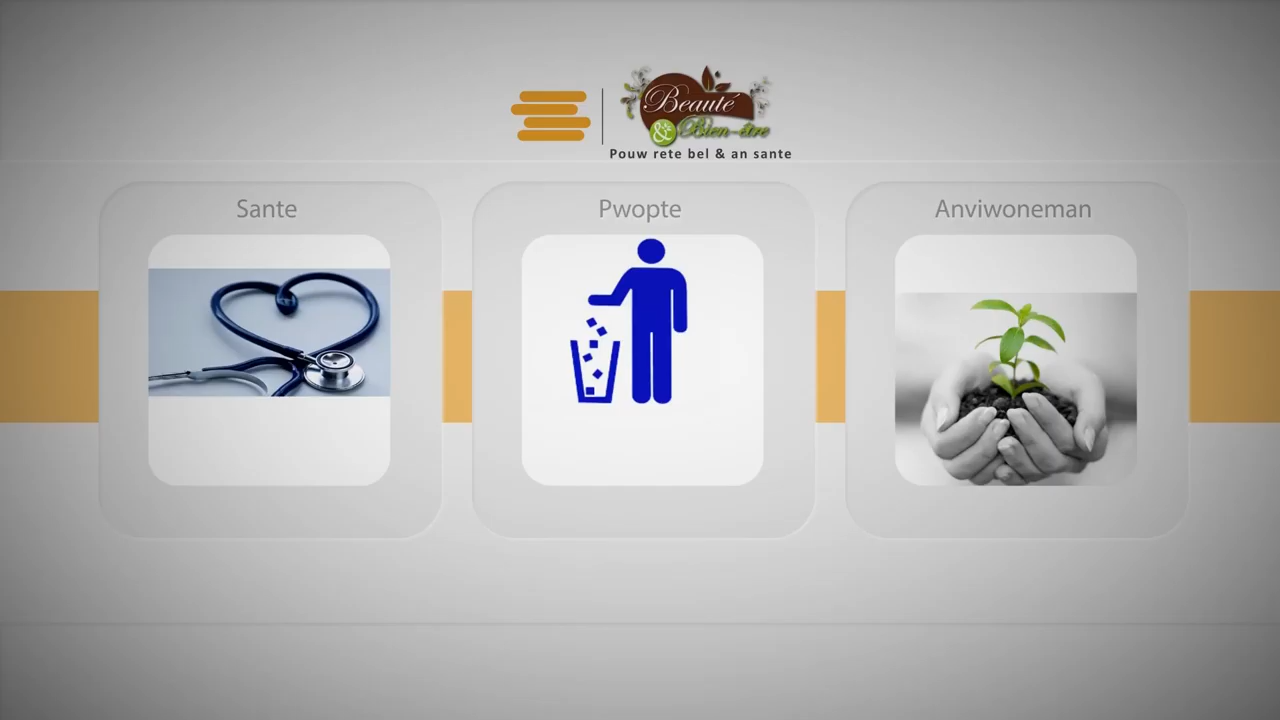 Beauté
& Bien-être
Pouw rete bel & an sante
Sante
Pwopte
Anviwoneman